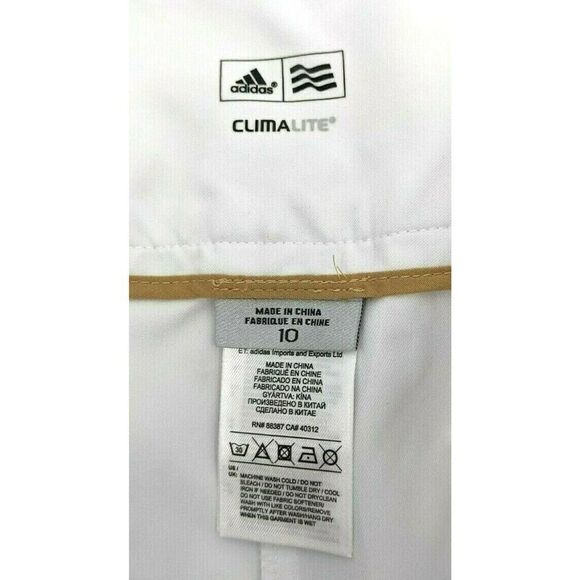 adidas®
CLIMALITE®
MADE IN CHINA
FABRIQUE EN CHINE
10
ET: adidas Imports and Exports Ltd
MADE IN CHINA
FABRIQUÉ EN CHINE
FABRICADO EN CHINA
FABRICADO NA CHINA
GYÁRTVA: KÍNA
ПРОИЗВЕДЕНО В КИТАЙ
СДЕЛАНО В КИТАЕ
RN# 88387 CA# 40312
30
US /
UK: MACHINE WASH COLD / DO NOT
BLEACH / DO NOT TUMBLE DRY / COOL
IRON IF NEEDED / DO NOT DRYCLEAN
DO NOT USE FABRIC SOFTENER/
WASH WITH LIKE COLORS/REMOVE
PROMPTLY AFTER WASH/HANG DRY
WHEN THIS GARMENT IS WET